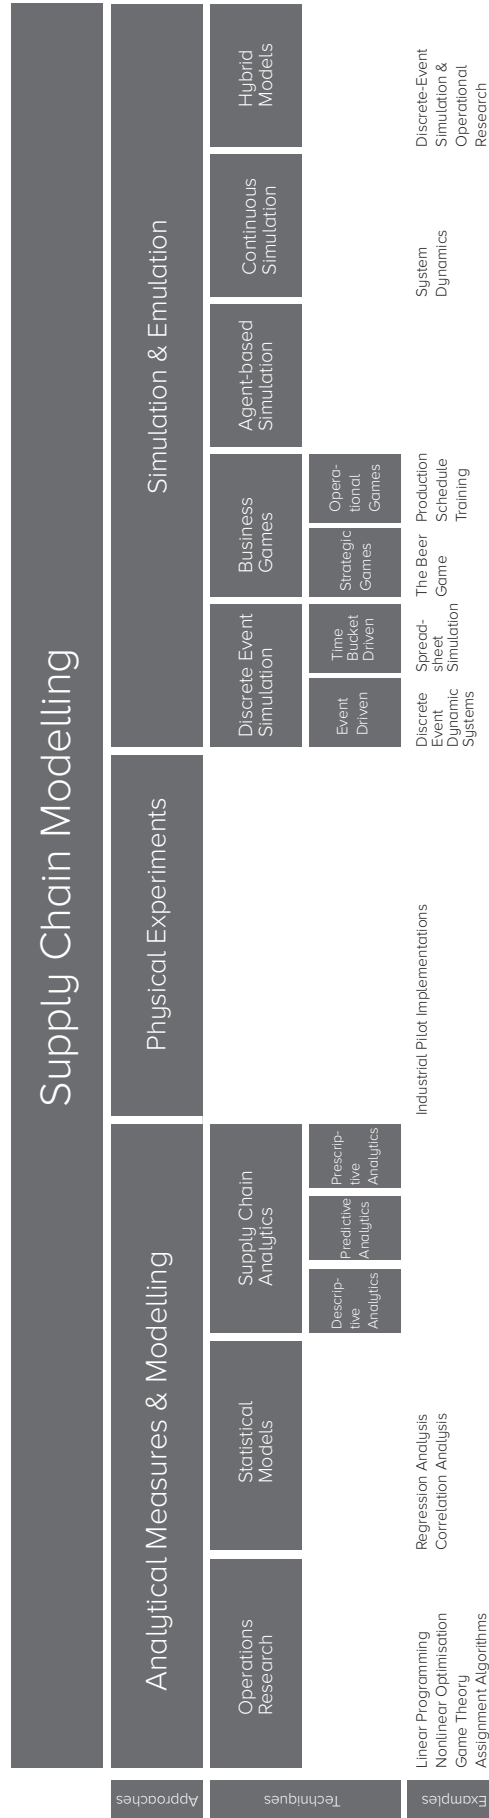 Supply Chain Modelling
Approaches
Analytical Measures & Modelling
Physical Experiments
Simulation & Emulation
Techniques
Operations
Research
Statistical
Models
Supply Chain
Analytics
Discrete Event
Simulation
Business
Games
Agent-based
Simulation
Continuous
Simulation
Hybrid
Models
Descrip-
tive
Analytics
Predictive
Analytics
Prescrip-
tive
Analytics
Event
Driven
Time
Bucket
Driven
Strategic
Games
Opera-
tional
Games
Examples
Linear Programming
Nonlinear Optimisation
Game Theory
Assignment Algorithms
Regression Analysis
Correlation Analysis
Industrial Pilot Implementations
Discrete
Event
Dynamic
Systems
Spread-
sheet
Simulation
The Beer
Game
Production
Schedule
Training
System
Dynamics
Discrete-Event
Simulation &
Operational
Research